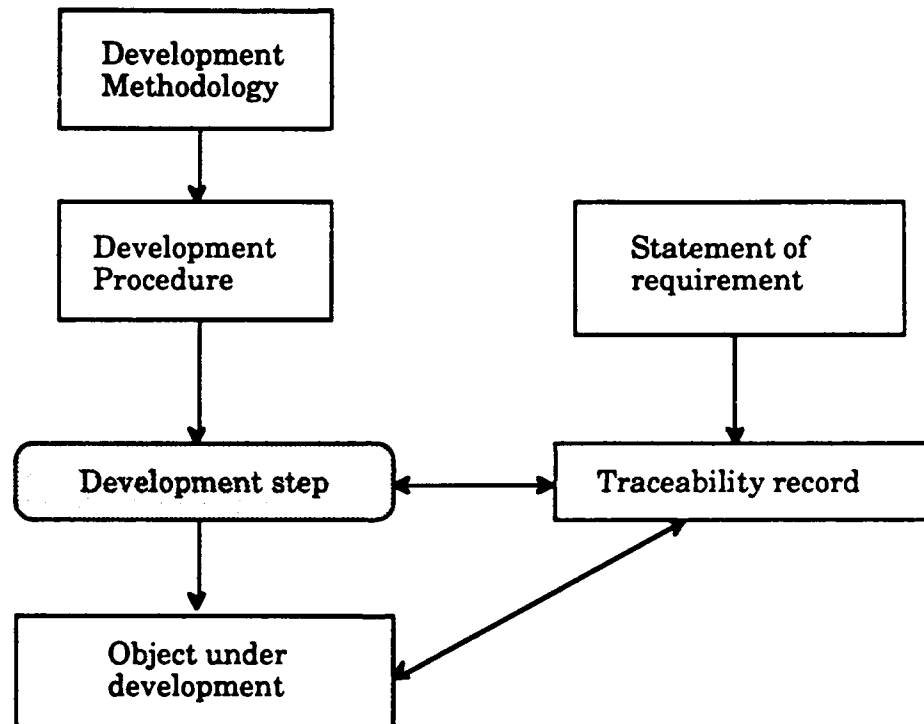 Development
Methodology
Development
Procedure
Statement of
requirement
Development step
Traceability record
Object under
development